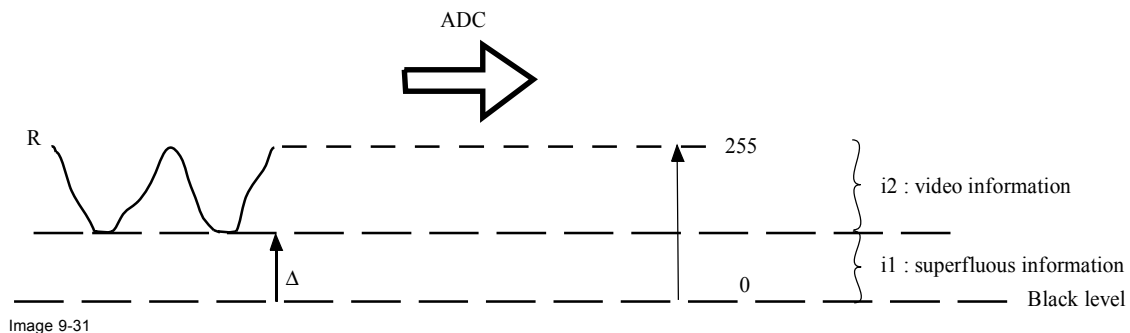 ADC
R
255
i2 : video information
Δ
i1 : superfluous information
0
Black level
Image 9-31